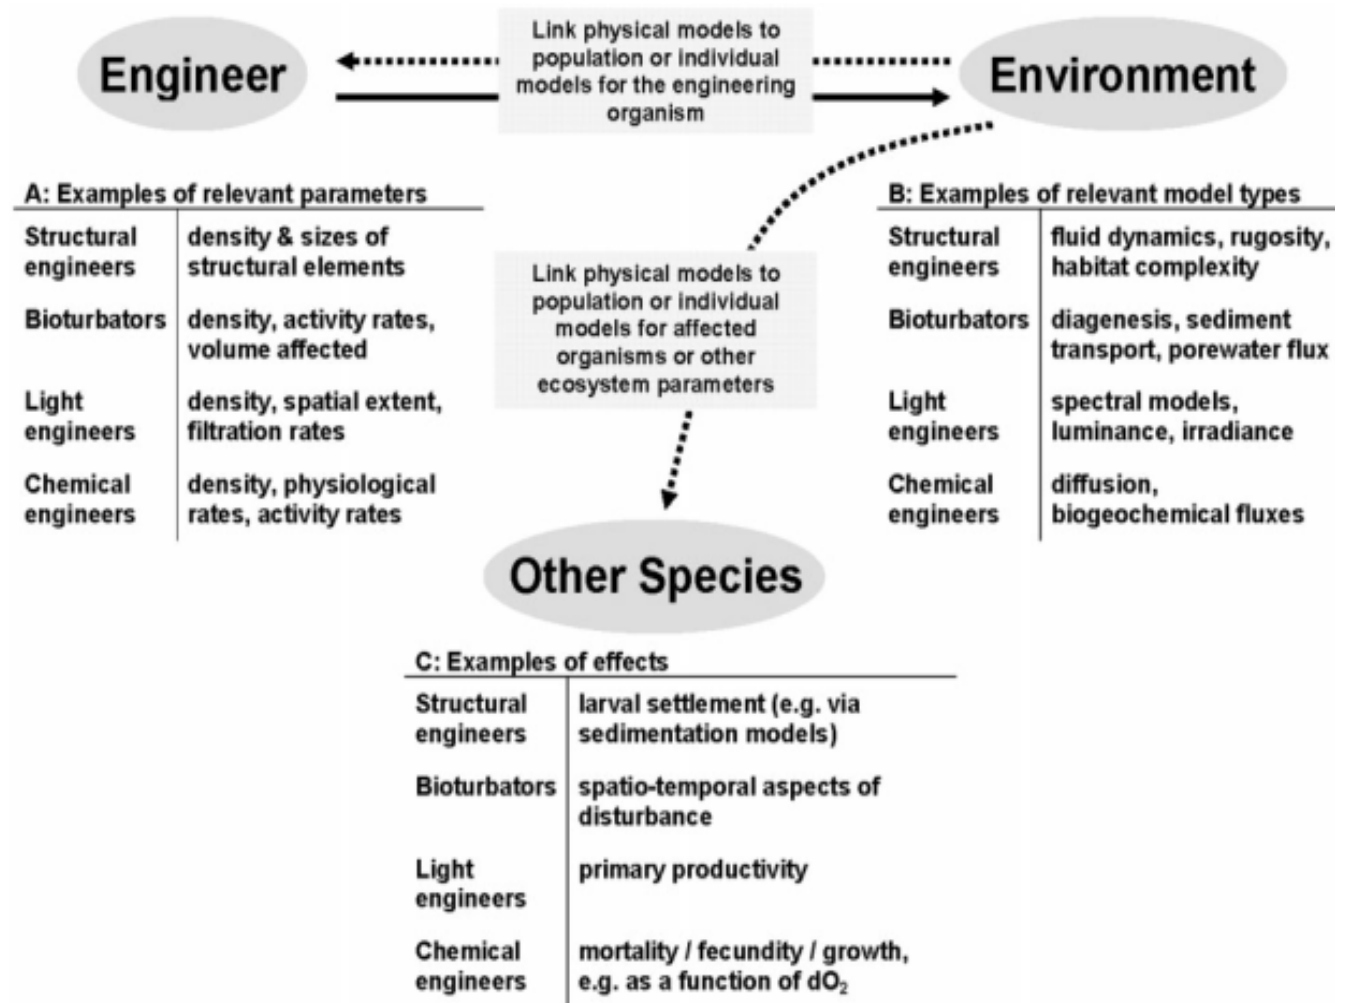 Engineer
Link physical models to
population or individual
models for the engineering
organism
Environment
A: Examples of relevant parameters
Structural
engineers
density & sizes of
structural elements
Bioturbators
density, activity rates,
volume affected
Light
engineers
density, spatial extent,
filtration rates
Chemical
engineers
density, physiological
rates, activity rates
Link physical models to
population or individual
models for affected
organisms or other
ecosystem parameters
B: Examples of relevant model types
Structural
engineers
fluid dynamics, rugosity,
habitat complexity
Bioturbators
diagenesis, sediment
transport, porewater flux
Light
engineers
spectral models,
luminance, irradiance
Chemical
engineers
diffusion,
biogeochemical fluxes
Other Species
C: Examples of effects
Structural
engineers
larval settlement (e.g. via
sedimentation models)
Bioturbators
spatio-temporal aspects of
disturbance
Light
engineers
primary productivity
Chemical
engineers
mortality / fecundity / growth,
e.g. as a function of dO₂